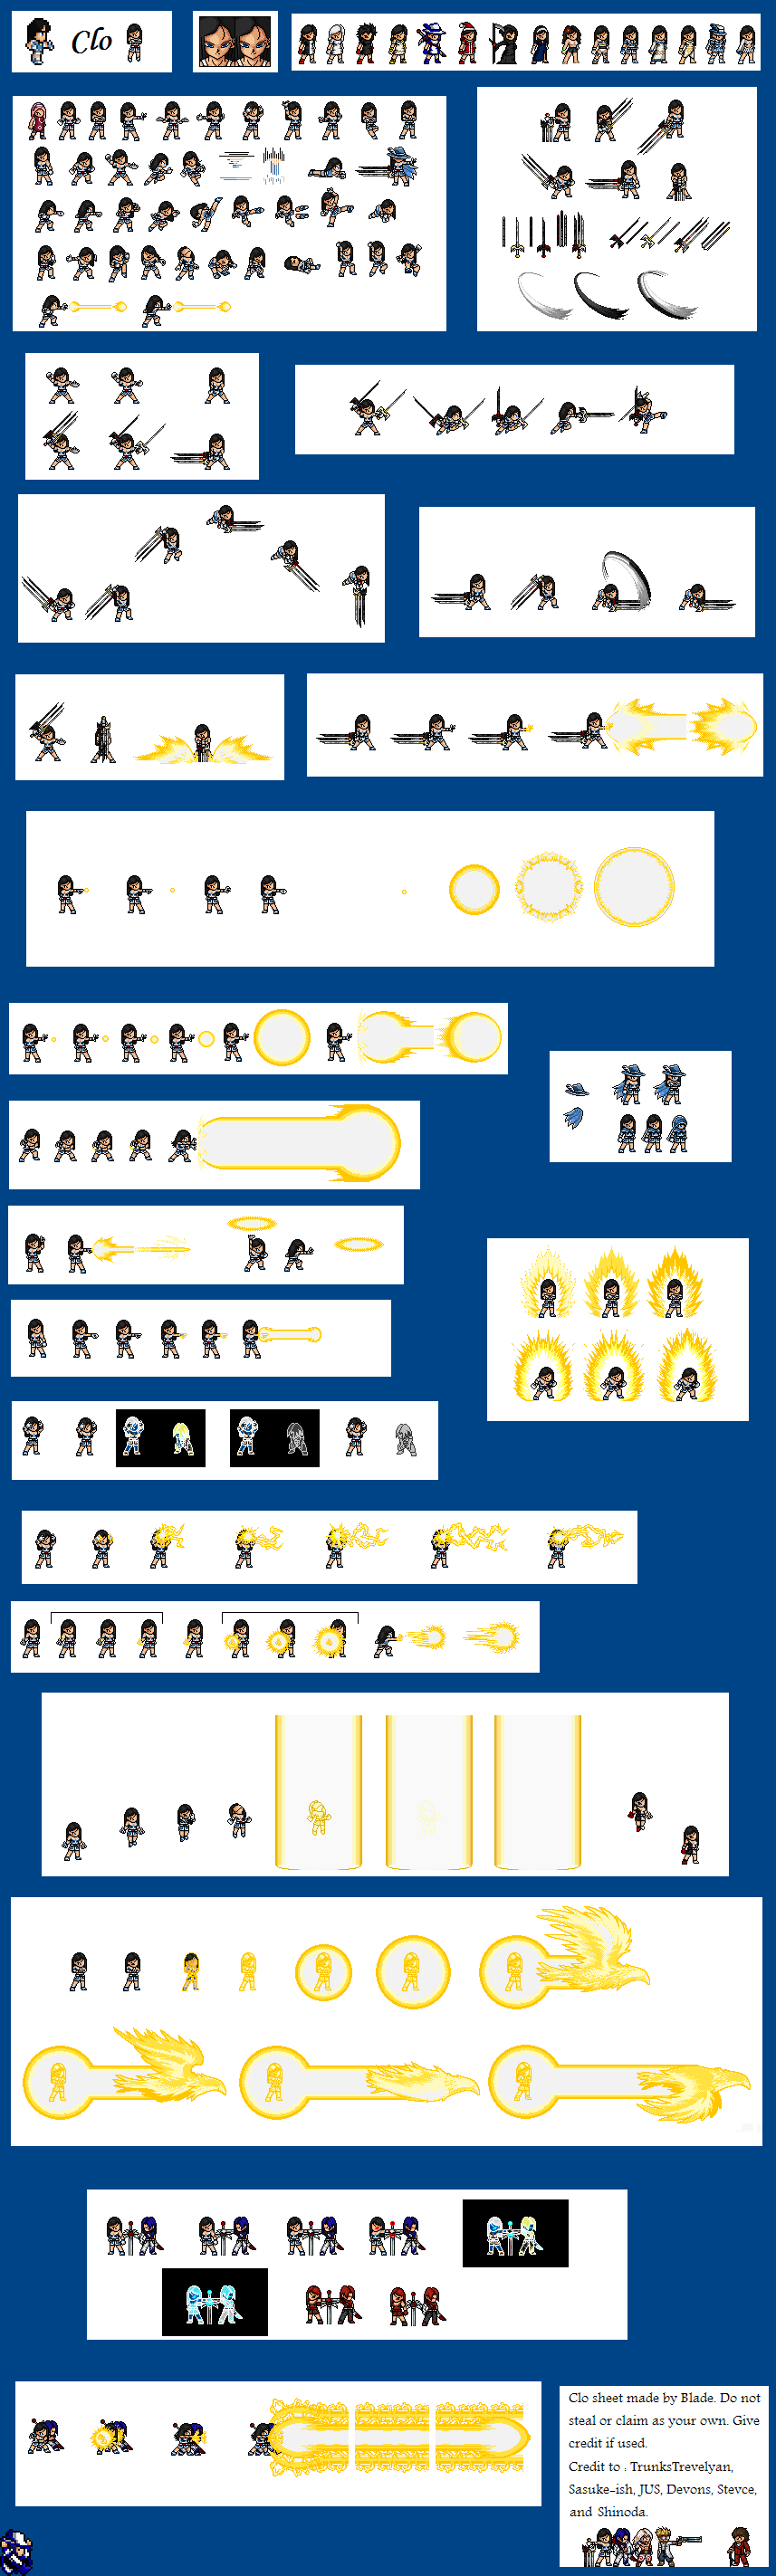 Clo
Clo sheet made by Blade. Do not
steal or claim as your own. Give
credit if used.
Credit to : TrunksTrevelyan,
Sasuke-ish, JUS, Devons, Stevce,
and Shinoda.